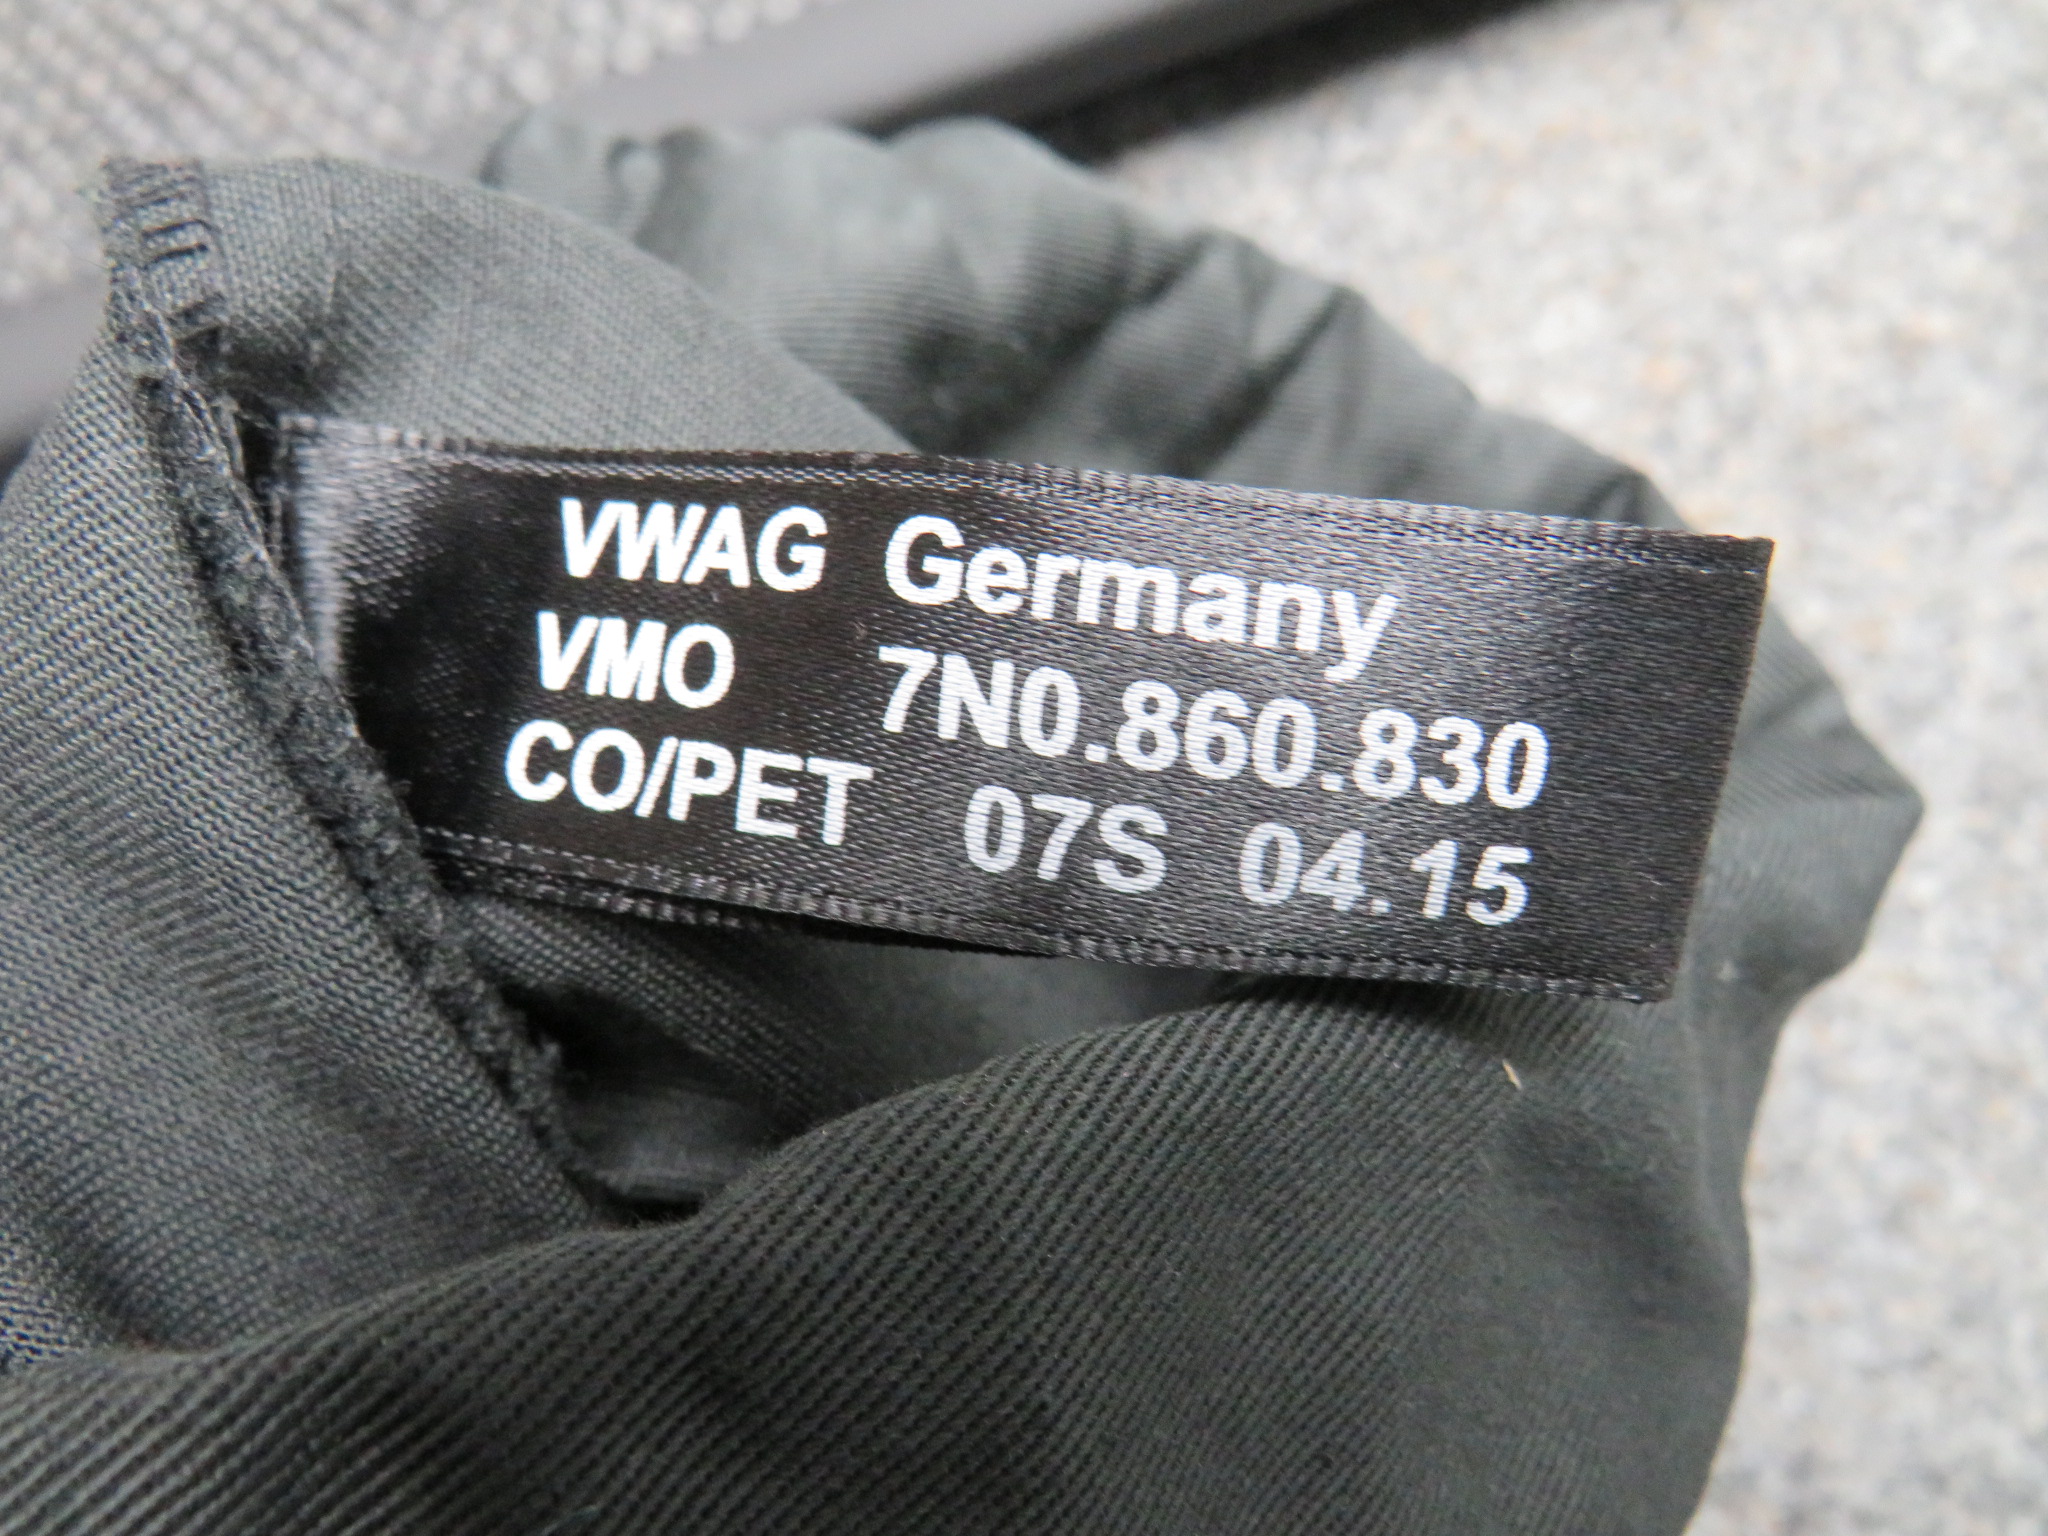 VWAG Germany
VMO 7N0.860.830
CO/PET 07S 04.15